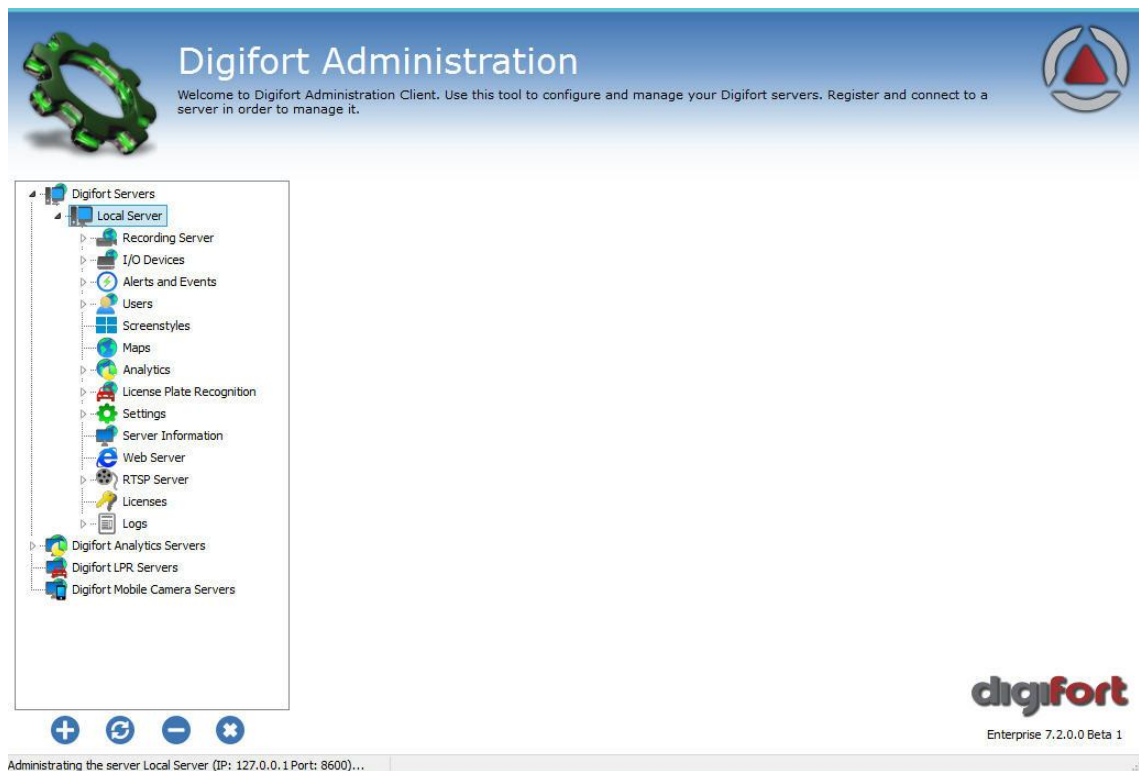 Digifort Administration
Welcome to Digifort Administration Client. Use this tool to configure and manage your Digifort servers. Register and connect to a
server in order to manage it.
Digifort Servers
Local Server
Recording Server
I/O Devices
Alerts and Events
Users
Screenstyles
Maps
Analytics
License Plate Recognition
Settings
Server Information
Web Server
RTSP Server
Licenses
Logs
Digifort Analytics Servers
Digifort LPR Servers
Digifort Mobile Camera Servers
digifort
Enterprise 7.2.0.0 Beta 1
Administrating the server Local Server (IP: 127.0.0.1 Port: 8600)...